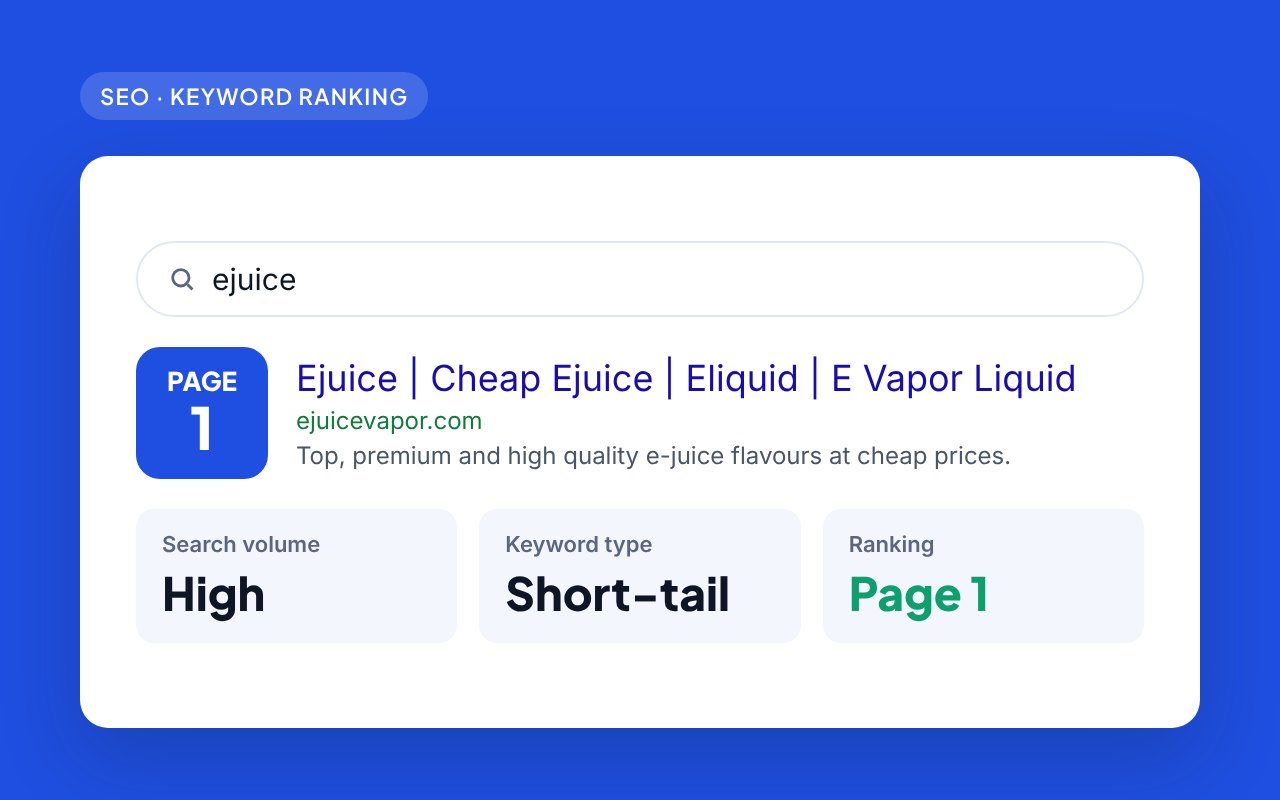 SEO · KEYWORD RANKING
ejuice
PAGE
1
Ejuice | Cheap Ejuice | Eliquid | E Vapor Liquid
ejuicevapor.com
Top, premium and high quality e-juice flavours at cheap prices.
Search volume
High
Keyword type
Short-tail
Ranking
Page 1